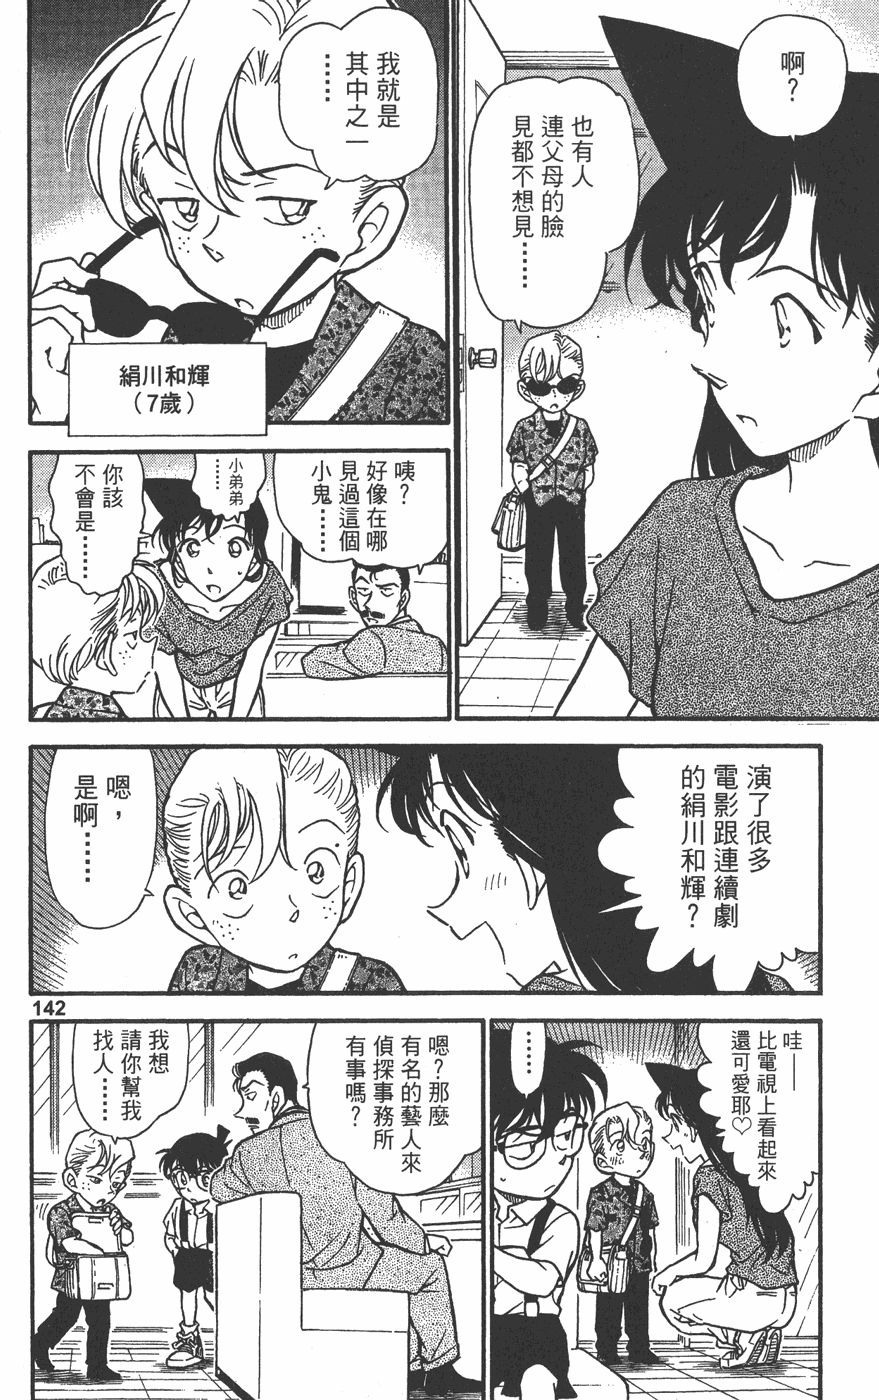 啊？
也有人
連父母的臉
見都不想見……
我就是
其中之一
……
絹川和輝
（7歲）
咦？
好像在哪
見過這個
小鬼……
小弟弟
……
你該
不會是……
演了很多
電影跟連續劇
的絹川和輝？
嗯，
是啊……
142
哇──
比電視上看起來
還可愛耶♡
……
嗯？那麼
有名的藝人來
偵探事務所
有事嗎？
我想
請你幫我
找人……